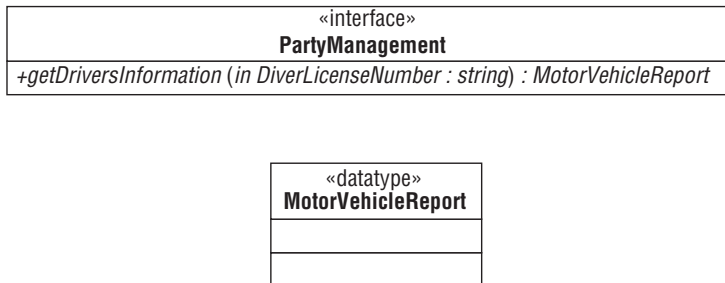 «interface»
PartyManagement
+getDriversInformation (in DiverLicenseNumber : string) : MotorVehicleReport
«datatype»
MotorVehicleReport